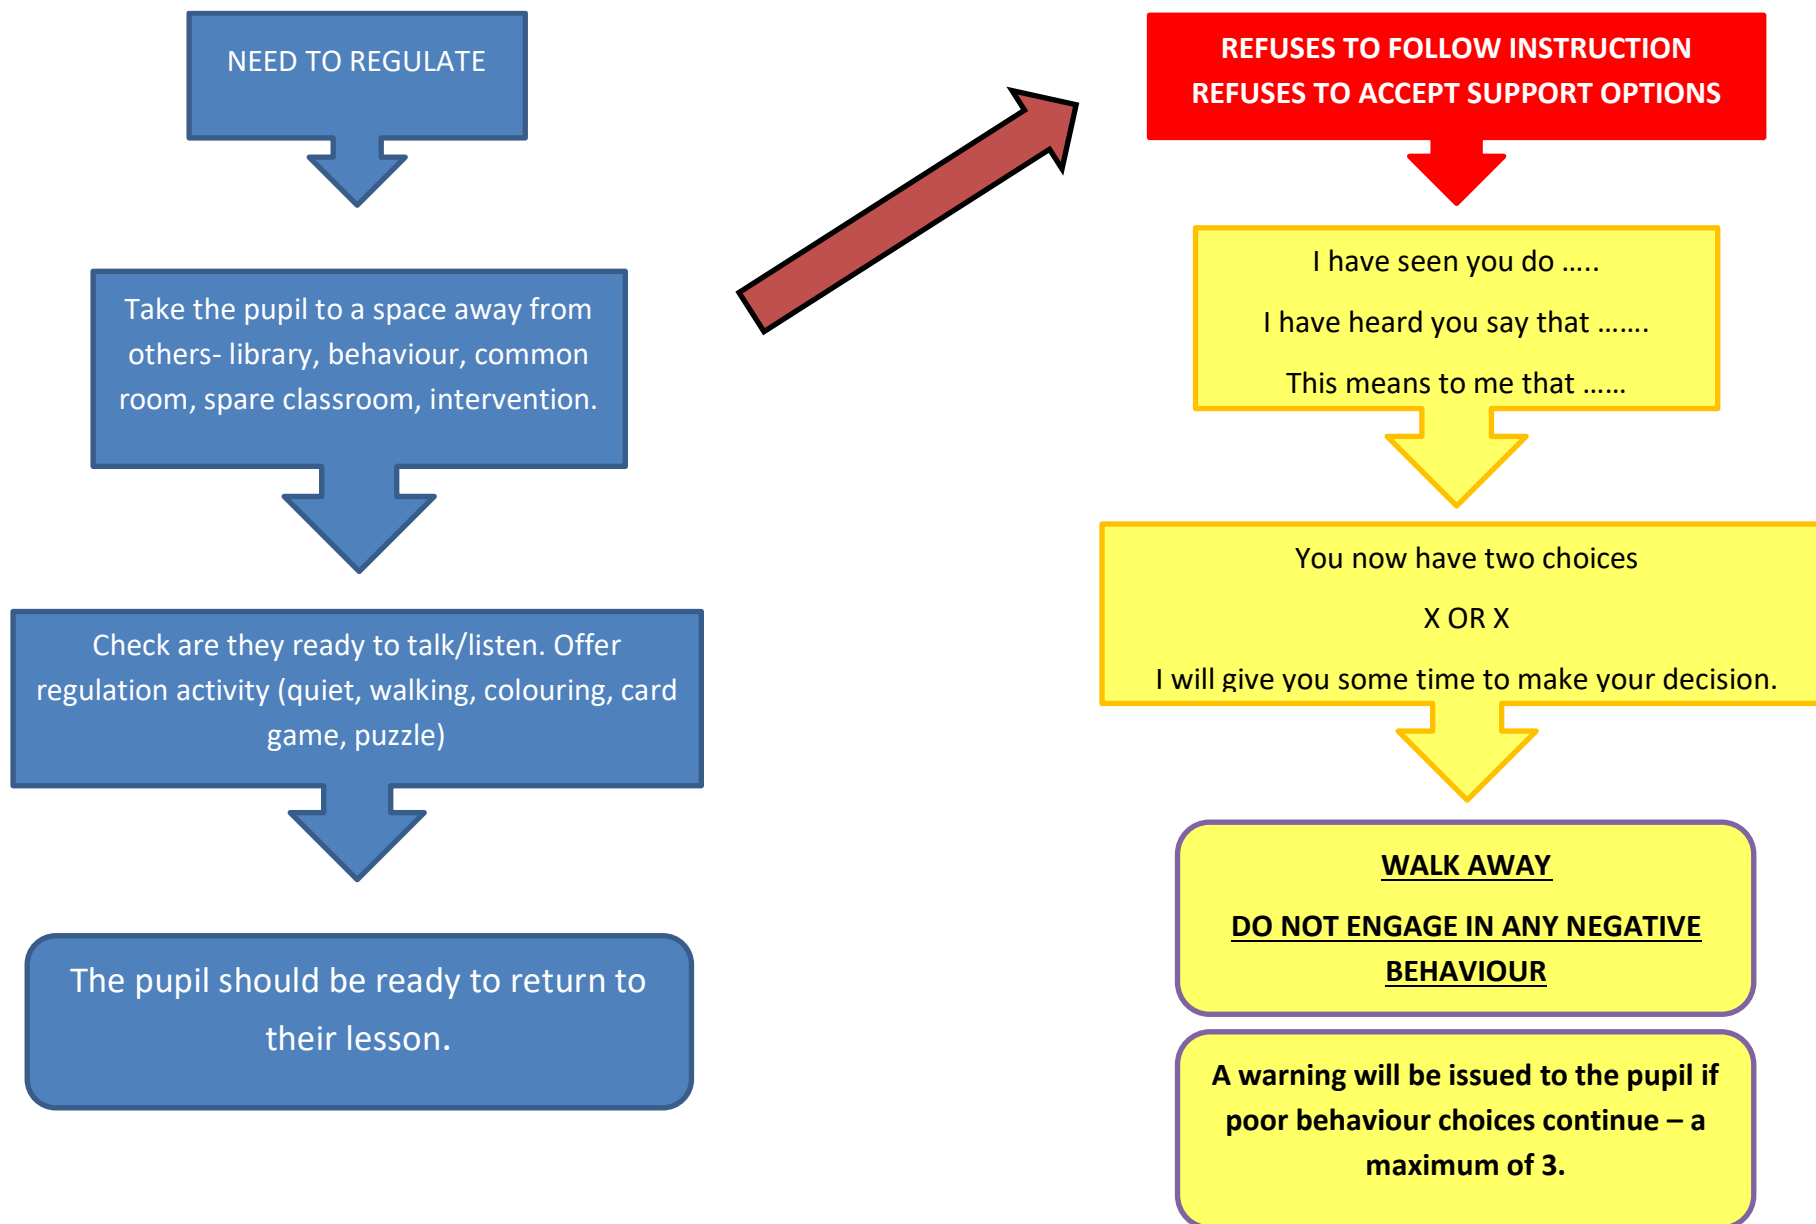 NEED TO REGULATE
Take the pupil to a space away from
others- library, behaviour, common
room, spare classroom, intervention.
Check are they ready to talk/listen. Offer
regulation activity (quiet, walking, colouring, card
game, puzzle)
The pupil should be ready to return to
their lesson.
REFUSES TO FOLLOW INSTRUCTION
REFUSES TO ACCEPT SUPPORT OPTIONS
I have seen you do …..
I have heard you say that …….
This means to me that ……
You now have two choices
X OR X
I will give you some time to make your decision.
WALK AWAY
DO NOT ENGAGE IN ANY NEGATIVE
BEHAVIOUR
A warning will be issued to the pupil if
poor behaviour choices continue – a
maximum of 3.